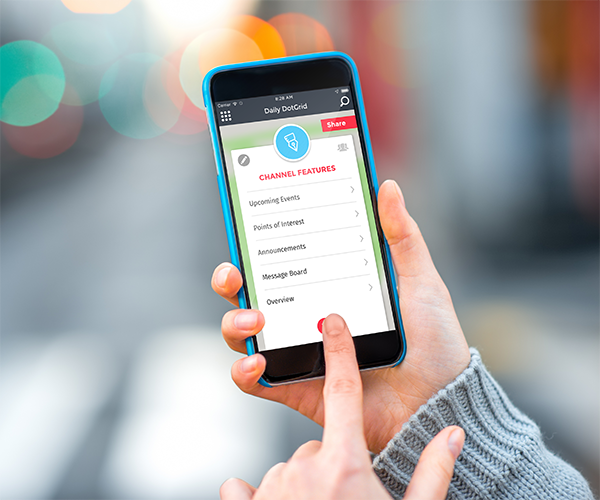 Carrier 8:28 AM
Daily DotGrid
Share
CHANNEL FEATURES
Upcoming Events
Points of Interest
Announcements
Message Board
Overview